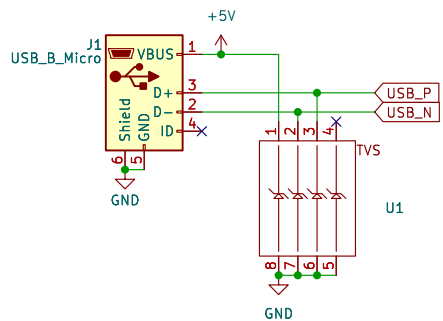 +5V
J1
USB_B_Micro
VBUS 1
D+ 3
D- 2
ID 4
Shield
GND
6 5
GND
USB_P
USB_N
1 2 3 4
TVS
U1
8 7 6 5
GND